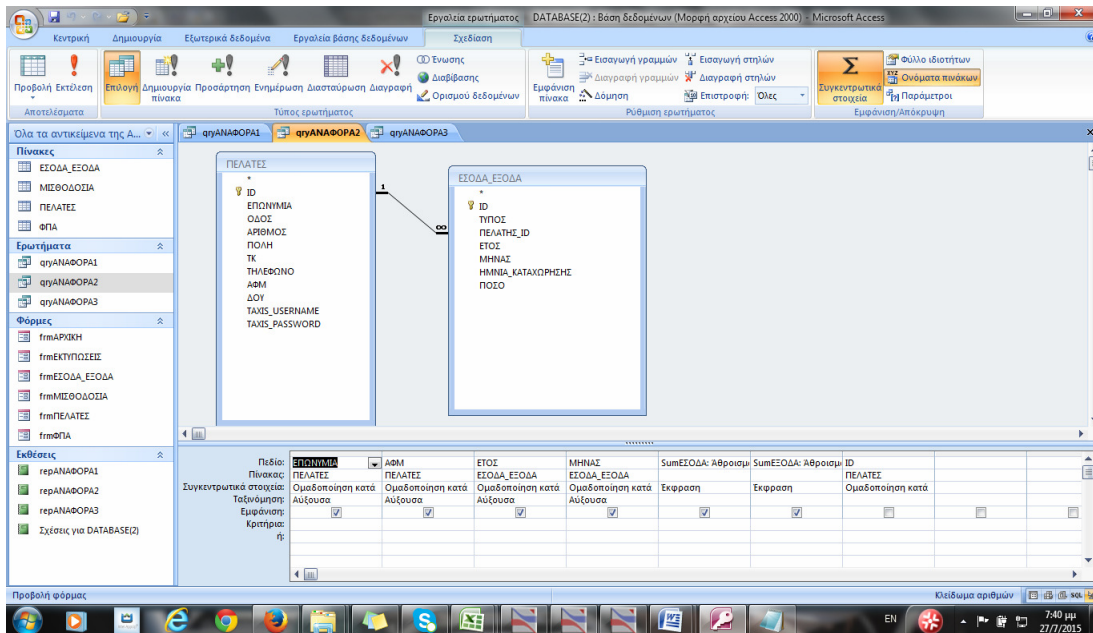 Εργαλεία ερωτήματος DATABASE(2) : Βάση δεδομένων (Μορφή αρχείου Access 2000) - Microsoft Access
Κεντρική Δημιουργία Εξωτερικά δεδομένα Εργαλεία βάσης δεδομένων Σχεδίαση
Προβολή Εκτέλεση
Αποτελέσματα
Επιλογή Δημιουργία πίνακα Προσάρτηση Ενημέρωση Διασταύρωση Διαγραφή
Ένωσης
Διαβίβασης
Ορισμού δεδομένων
Τύπος ερωτήματος
Εμφάνιση πίνακα
Εισαγωγή γραμμών
Διαγραφή γραμμών
Δόμηση
Εισαγωγή στηλών
Διαγραφή στηλών
Επιστροφή: Όλες
Ρύθμιση ερωτήματος
Συγκεντρωτικά στοιχεία
Φύλλο ιδιοτήτων
Ονόματα πινάκων
Παράμετροι
Εμφάνιση/Απόκρυψη
Όλα τα αντικείμενα της A...
Πίνακες
ΕΣΟΔΑ_ΕΞΟΔΑ
ΜΙΣΘΟΔΟΣΙΑ
ΠΕΛΑΤΕΣ
ΦΠΑ
Ερωτήματα
qryΑΝΑΦΟΡΑ1
qryΑΝΑΦΟΡΑ2
qryΑΝΑΦΟΡΑ3
Φόρμες
frmΑΡΧΙΚΗ
frmΕΚΤΥΠΩΣΕΙΣ
frmΕΣΟΔΑ_ΕΞΟΔΑ
frmΜΙΣΘΟΔΟΣΙΑ
frmΠΕΛΑΤΕΣ
frmΦΠΑ
Εκθέσεις
repΑΝΑΦΟΡΑ1
repΑΝΑΦΟΡΑ2
repΑΝΑΦΟΡΑ3
Σχέσεις για DATABASE(2)
qryΑΝΑΦΟΡΑ1 qryΑΝΑΦΟΡΑ2 qryΑΝΑΦΟΡΑ3
ΠΕΛΑΤΕΣ
*
ID
ΕΠΩΝΥΜΙΑ
ΟΔΟΣ
ΑΡΙΘΜΟΣ
ΠΟΛΗ
ΤΚ
ΤΗΛΕΦΩΝΟ
ΑΦΜ
ΔΟΥ
TAXIS_USERNAME
TAXIS_PASSWORD
1
∞
ΕΣΟΔΑ_ΕΞΟΔΑ
*
ID
ΤΥΠΟΣ
ΠΕΛΑΤΗΣ_ID
ΕΤΟΣ
ΜΗΝΑΣ
ΗΜΝΙΑ_ΚΑΤΑΧΩΡΗΣΗΣ
ΠΟΣΟ
Πεδίο: ΕΠΩΝΥΜΙΑ ΑΦΜ ΕΤΟΣ ΜΗΝΑΣ SumΕΣΟΔΑ: Άθροισμ SumΕΞΟΔΑ: Άθροισμ ID
Πίνακας: ΠΕΛΑΤΕΣ ΠΕΛΑΤΕΣ ΕΣΟΔΑ_ΕΞΟΔΑ ΕΣΟΔΑ_ΕΞΟΔΑ ΠΕΛΑΤΕΣ
Συγκεντρωτικά στοιχεία: Ομαδοποίηση κατά Ομαδοποίηση κατά Ομαδοποίηση κατά Ομαδοποίηση κατά Έκφραση Έκφραση Ομαδοποίηση κατά
Ταξινόμηση: Αύξουσα Αύξουσα Αύξουσα Αύξουσα
Εμφάνιση:
Κριτήρια:
ή:
Προβολή φόρμας Κλείδωμα αριθμών SQL
EN 7:40 μμ
27/7/2015